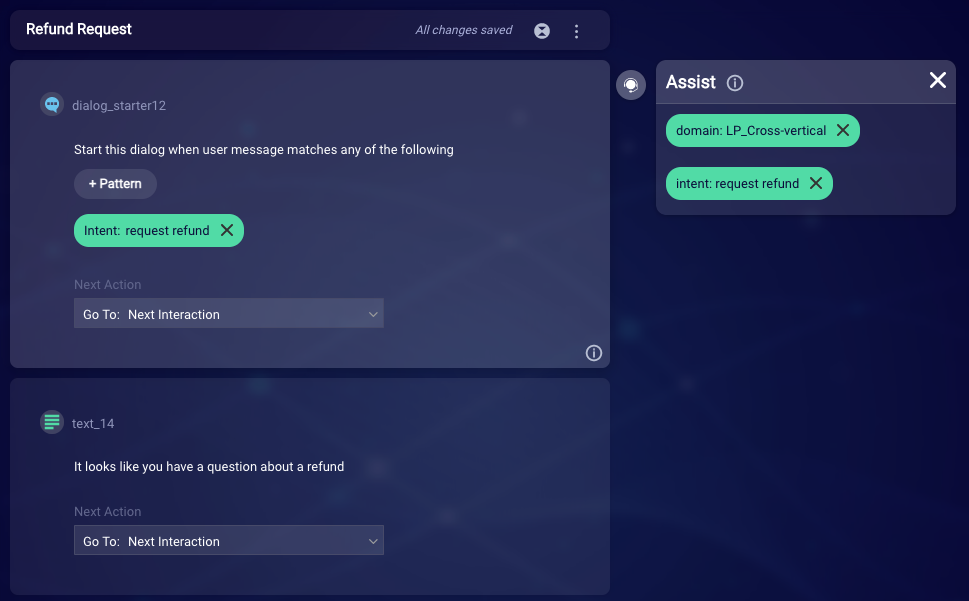 Refund Request
All changes saved
dialog_starter12
Start this dialog when user message matches any of the following
+ Pattern
Intent: request refund
Next Action
Go To: Next Interaction
text_14
It looks like you have a question about a refund
Next Action
Go To: Next Interaction
Assist
domain: LP_Cross-vertical
intent: request refund